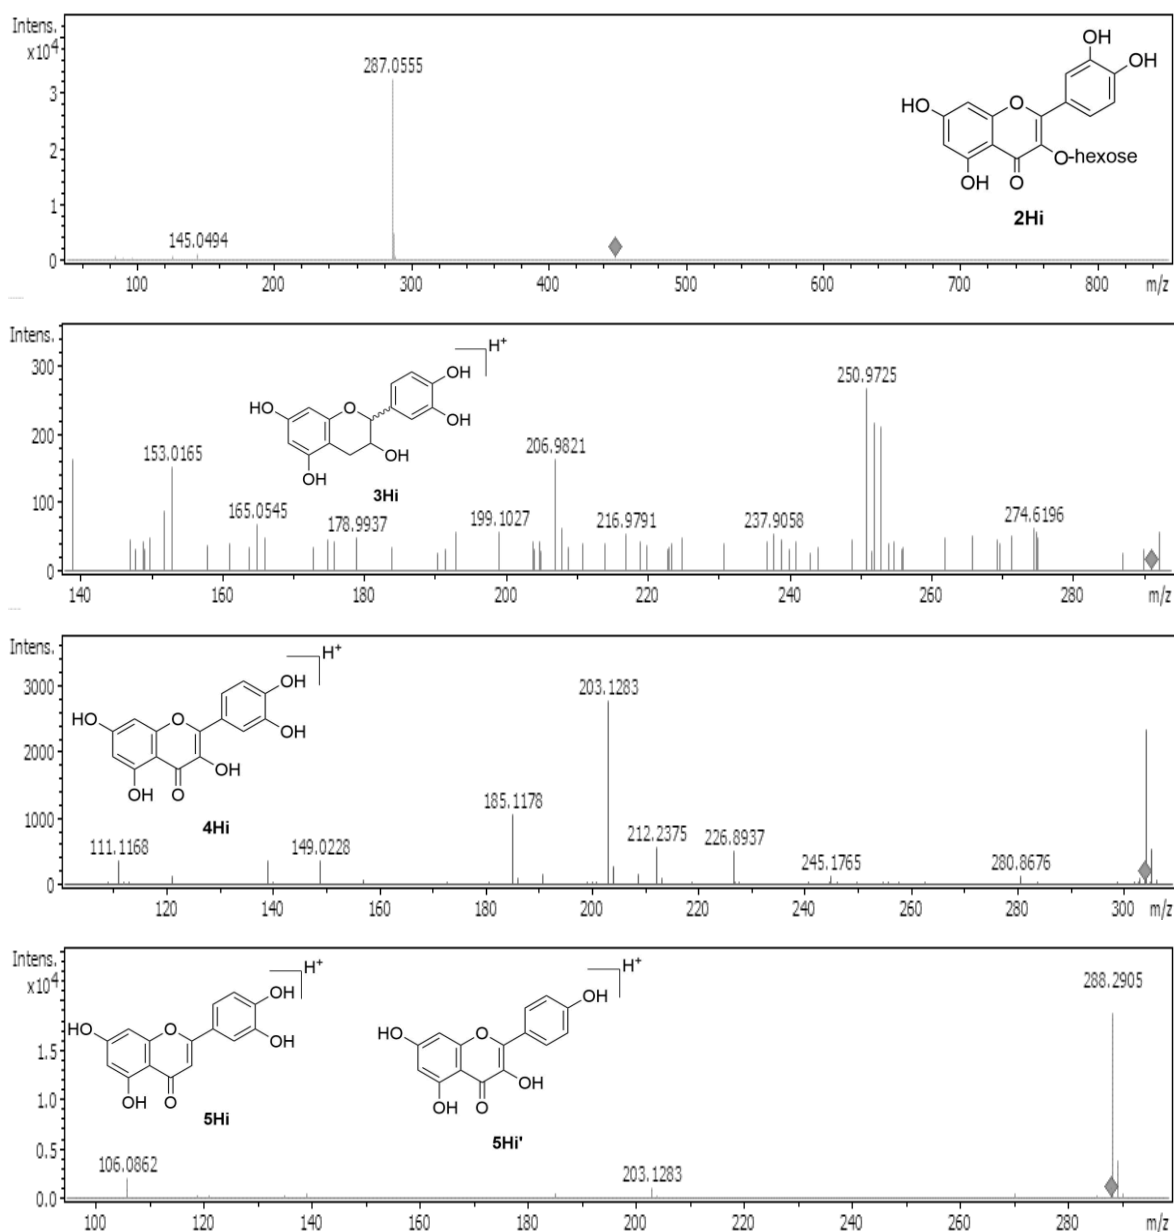 Intens.
x10⁴
3
2
1
0
287.0555
145.0494
OH
OH
HO
O
O-hexose
OH
O
2Hi
100
200
300
400
500
600
700
800
m/z
Intens.
300
200
100
0
H⁺
OH
HO
O
OH
OH
OH
3Hi
153.0165
165.0545
178.9937
199.1027
206.9821
216.9791
237.9058
250.9725
274.6196
140
160
180
200
220
240
260
280
m/z
Intens.
3000
2000
1000
0
H⁺
OH
HO
O
OH
OH
OH
O
4Hi
111.1168
149.0228
185.1178
203.1283
212.2375
226.8937
245.1765
280.8676
120
140
160
180
200
220
240
260
280
300
m/z
Intens.
x10⁴
1.5
1.0
0.5
0.0
H⁺
OH
HO
O
OH
OH
O
5Hi
H⁺
OH
HO
O
OH
OH
O
5Hi'
288.2905
106.0862
203.1283
100
120
140
160
180
200
220
240
260
280
m/z